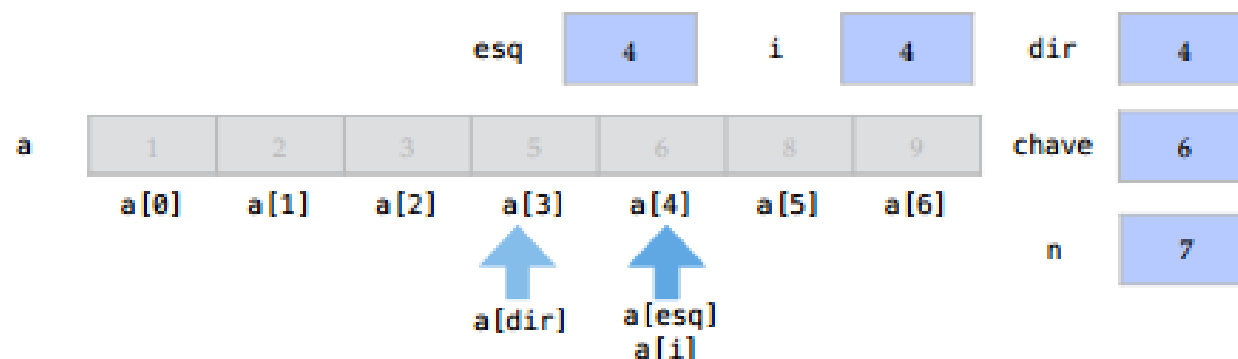 esq 4 i 4 dir 4
a 1 2 3 5 6 8 9 chave 6
a[0] a[1] a[2] a[3] a[4] a[5] a[6]
n 7
a[dir] a[esq]
a[i]